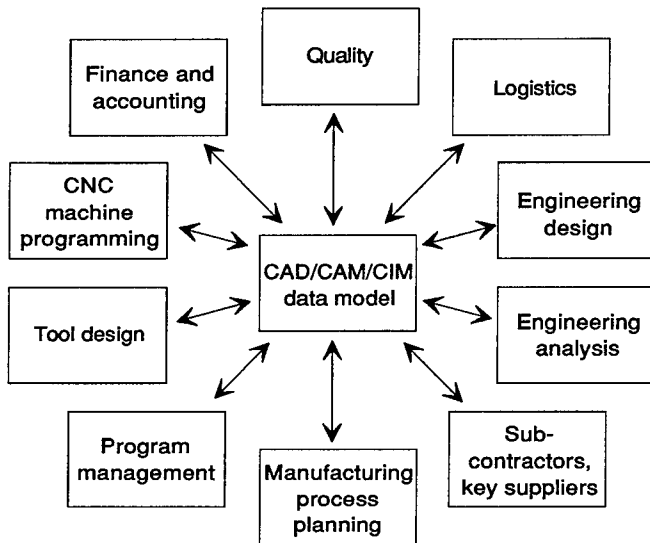 Quality
Finance and
accounting
Logistics
CNC
machine
programming
Engineering
design
CAD/CAM/CIM
data model
Tool design
Engineering
analysis
Program
management
Manufacturing
process
planning
Sub-
contractors,
key suppliers